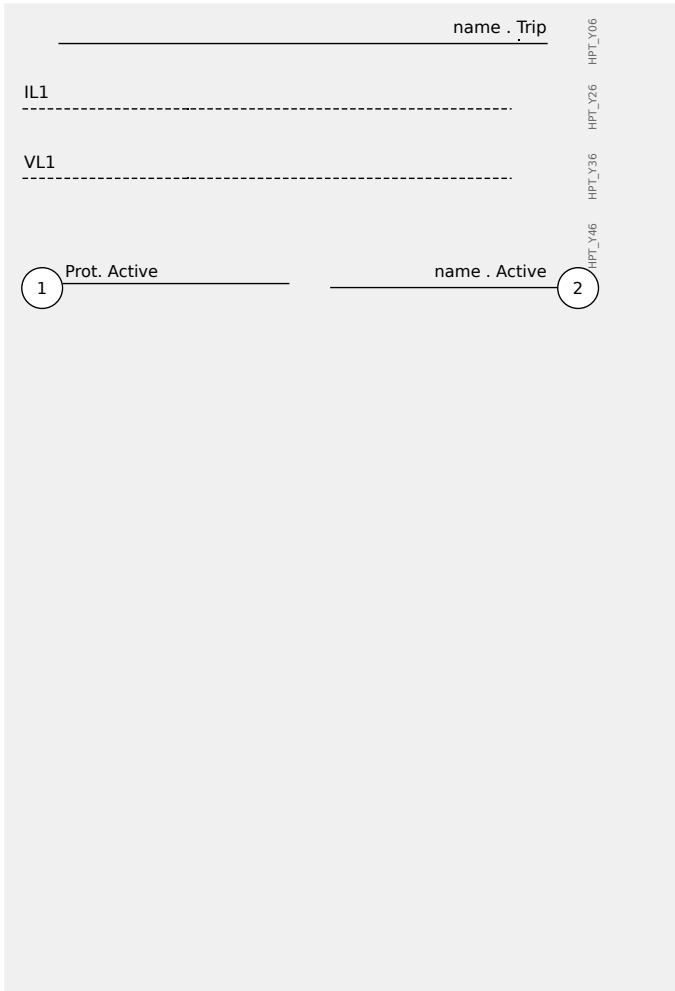 name . Trip
HPT_Y06
IL1
HPT_Y26
VL1
HPT_Y36
HPT_Y46
1
Prot. Active
name . Active
2